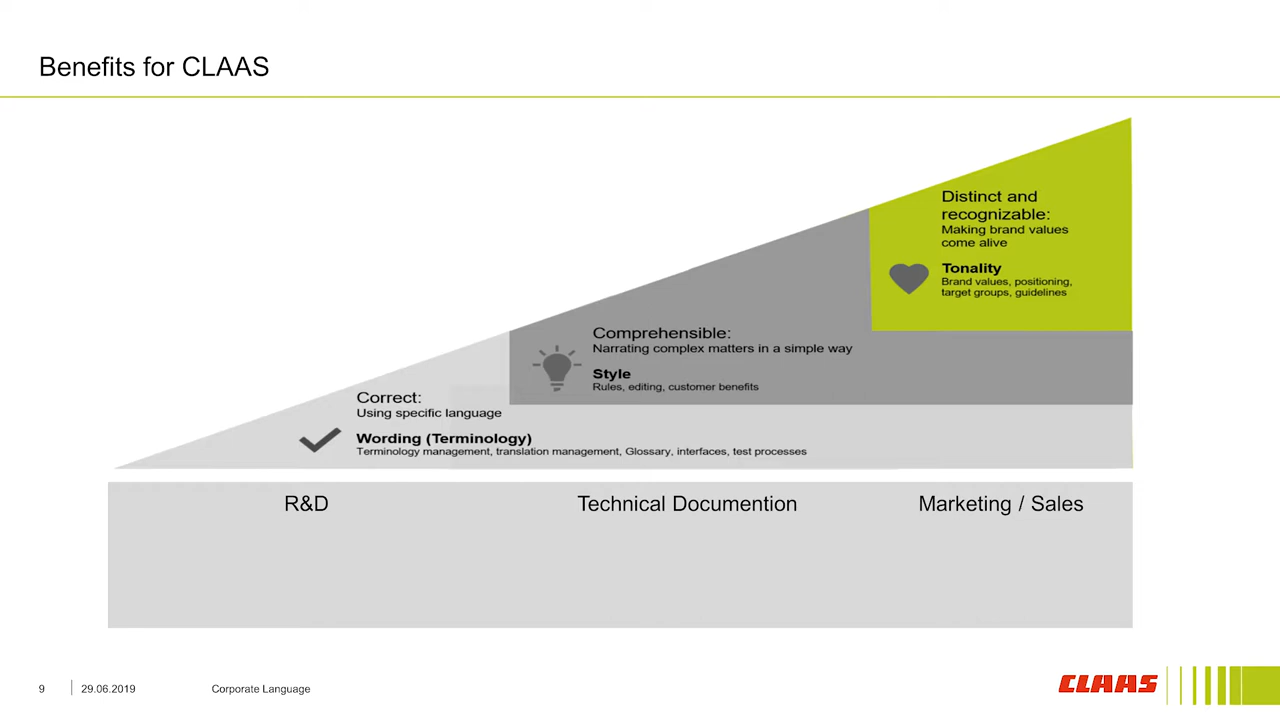 Benefits for CLAAS
Distinct and
recognizable:
Making brand values
come alive
Tonality
Brand values, positioning,
target groups, guidelines
Comprehensible:
Narrating complex matters in a simple way
Style
Rules, editing, customer benefits
Correct:
Using specific language
Wording (Terminology)
Terminology management, translation management, Glossary, interfaces, test processes
R&D
Technical Documention
Marketing / Sales
9
29.06.2019
Corporate Language
CLAAS